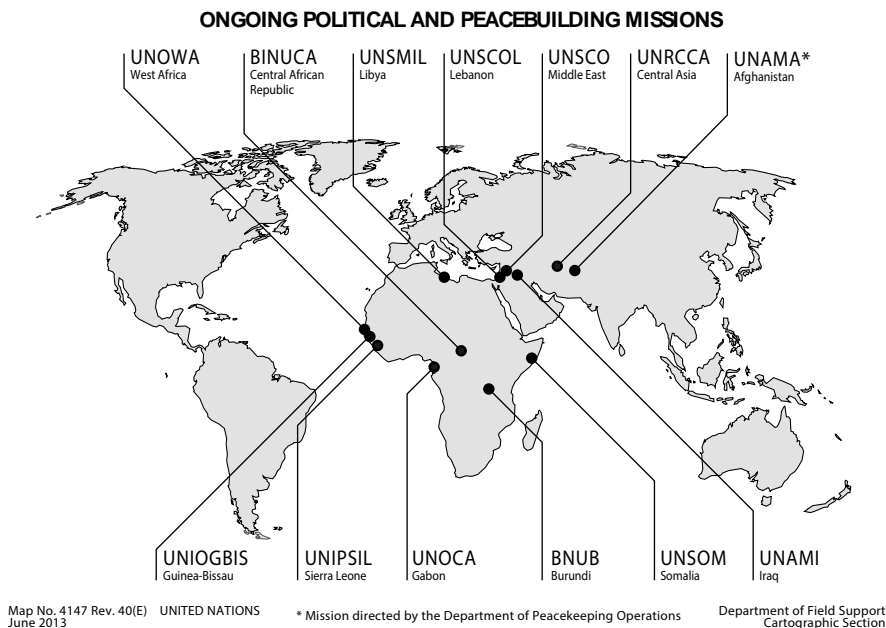 ONGOING POLITICAL AND PEACEBUILDING MISSIONS
UNOWA
West Africa
BINUCA
Central African
Republic
UNSMIL
Libya
UNSCOL
Lebanon
UNSCO
Middle East
UNRCCA
Central Asia
UNAMA*
Afghanistan
UNIOGBIS
Guinea-Bissau
UNIPSIL
Sierra Leone
UNOCA
Gabon
BNUB
Burundi
UNSOM
Somalia
UNAMI
Iraq
Map No. 4147 Rev. 40(E) UNITED NATIONS
June 2013
* Mission directed by the Department of Peacekeeping Operations
Department of Field Support
Cartographic Section